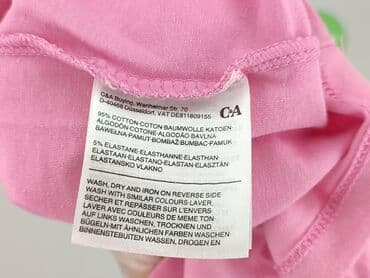 C&A Buying, Wanheimer Str. 70
D-40468 Düsseldorf, VAT DE811809155
C&A
95% COTTON-COTON-BAUMWOLLE-KATOEN-
ALGODÓN COTONE-ALGODÃO BAVLNA
BAWEŁNA-PAMUT-BOMBAŽ-BUMBAC-PAMUK
5% ELASTANE-ELASTHANNE-ELASTHAN
ELASTAAN-ELASTANO-ELASTAN-ELASZTÁN
ELASTANSKO VLAKNO
WASH, DRY AND IRON ON REVERSE SIDE
WASH WITH SIMILAR COLOURS-LAVER,
SÉCHER ET REPASSER SUR L'ENVERS
LAVER AVEC COULEURS DE MEME TON-
AUF LINKS WASCHEN, TROCKNEN UND
BÜGELN-MIT ÄHNLICHEN FARBEN WASCHEN-
BINNENSTEBUITEN WASSEN, DROGEN EN